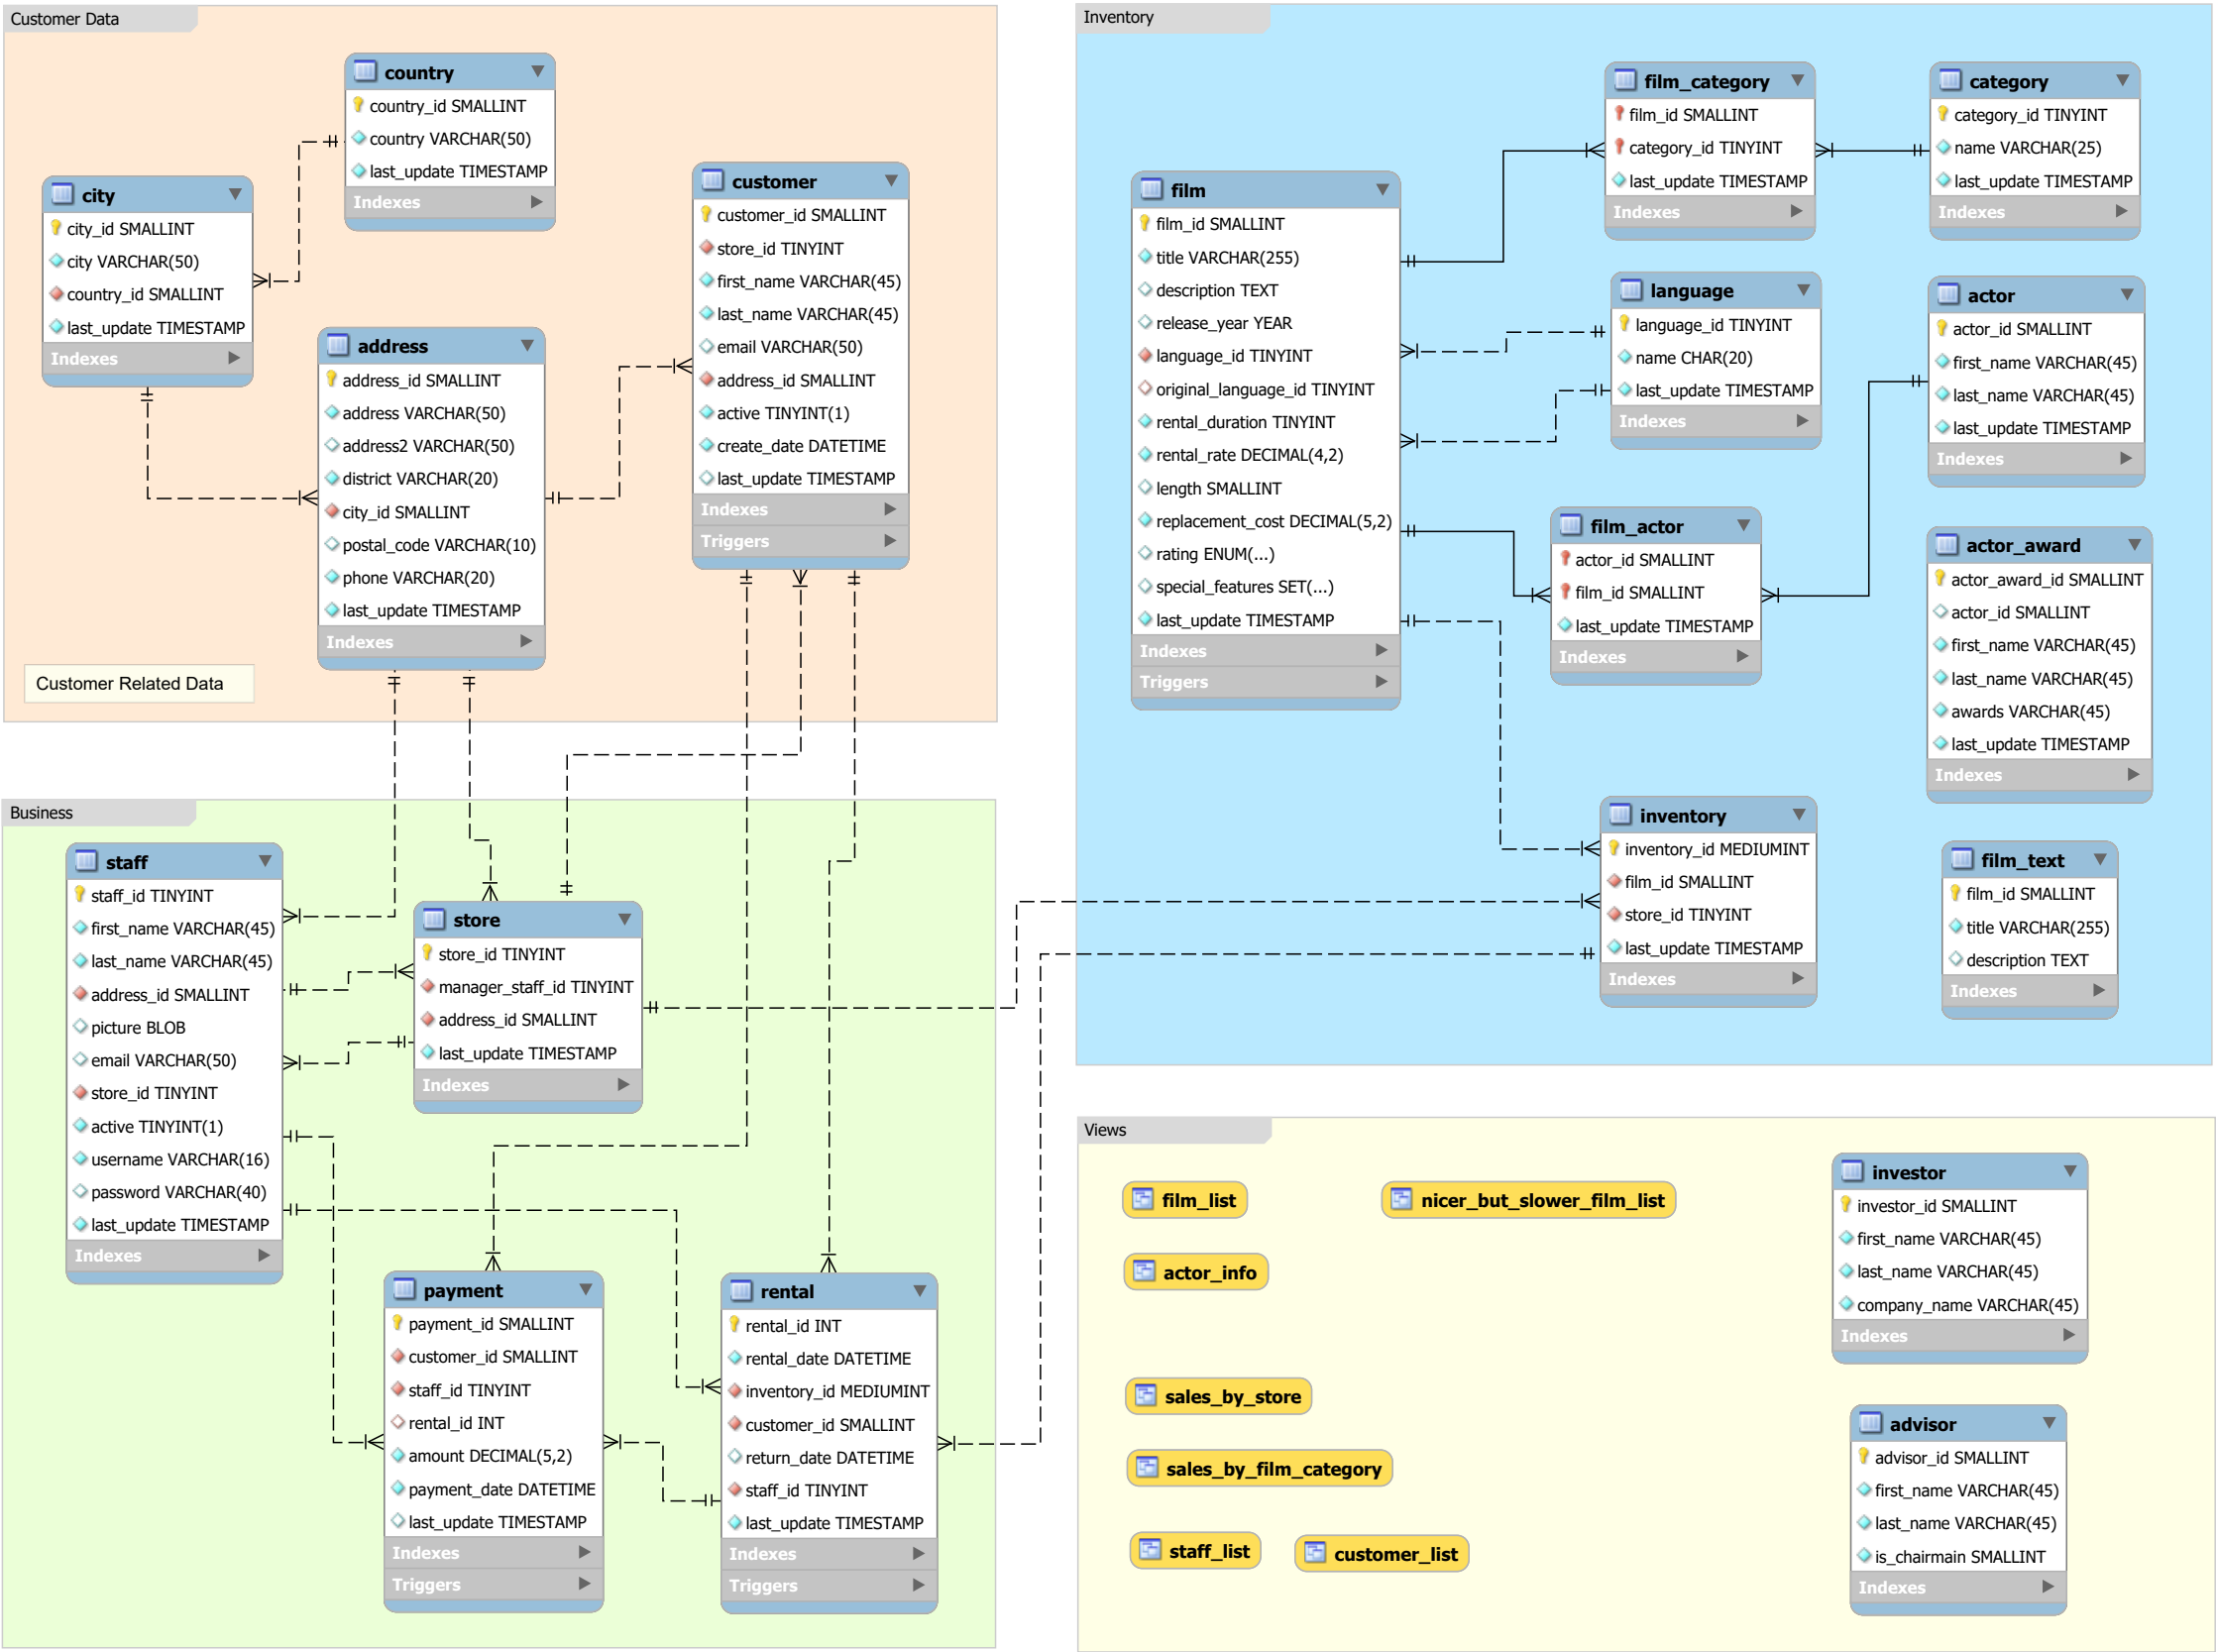 Customer Data
country
country_id SMALLINT
country VARCHAR(50)
last_update TIMESTAMP
Indexes
city
city_id SMALLINT
city VARCHAR(50)
country_id SMALLINT
last_update TIMESTAMP
Indexes
address
address_id SMALLINT
address VARCHAR(50)
address2 VARCHAR(50)
district VARCHAR(20)
city_id SMALLINT
postal_code VARCHAR(10)
phone VARCHAR(20)
last_update TIMESTAMP
Indexes
customer
customer_id SMALLINT
store_id TINYINT
first_name VARCHAR(45)
last_name VARCHAR(45)
email VARCHAR(50)
address_id SMALLINT
active TINYINT(1)
create_date DATETIME
last_update TIMESTAMP
Indexes
Triggers
Customer Related Data
Business
staff
staff_id TINYINT
first_name VARCHAR(45)
last_name VARCHAR(45)
address_id SMALLINT
picture BLOB
email VARCHAR(50)
store_id TINYINT
active TINYINT(1)
username VARCHAR(16)
password VARCHAR(40)
last_update TIMESTAMP
Indexes
store
store_id TINYINT
manager_staff_id TINYINT
address_id SMALLINT
last_update TIMESTAMP
Indexes
payment
payment_id SMALLINT
customer_id SMALLINT
staff_id TINYINT
rental_id INT
amount DECIMAL(5,2)
payment_date DATETIME
last_update TIMESTAMP
Indexes
Triggers
rental
rental_id INT
rental_date DATETIME
inventory_id MEDIUMINT
customer_id SMALLINT
return_date DATETIME
staff_id TINYINT
last_update TIMESTAMP
Indexes
Triggers
Inventory
film
film_id SMALLINT
title VARCHAR(255)
description TEXT
release_year YEAR
language_id TINYINT
original_language_id TINYINT
rental_duration TINYINT
rental_rate DECIMAL(4,2)
length SMALLINT
replacement_cost DECIMAL(5,2)
rating ENUM(...)
special_features SET(...)
last_update TIMESTAMP
Indexes
Triggers
film_category
film_id SMALLINT
category_id TINYINT
last_update TIMESTAMP
Indexes
category
category_id TINYINT
name VARCHAR(25)
last_update TIMESTAMP
Indexes
language
language_id TINYINT
name CHAR(20)
last_update TIMESTAMP
Indexes
actor
actor_id SMALLINT
first_name VARCHAR(45)
last_name VARCHAR(45)
last_update TIMESTAMP
Indexes
film_actor
actor_id SMALLINT
film_id SMALLINT
last_update TIMESTAMP
Indexes
actor_award
actor_award_id SMALLINT
actor_id SMALLINT
first_name VARCHAR(45)
last_name VARCHAR(45)
awards VARCHAR(45)
last_update TIMESTAMP
Indexes
inventory
inventory_id MEDIUMINT
film_id SMALLINT
store_id TINYINT
last_update TIMESTAMP
Indexes
film_text
film_id SMALLINT
title VARCHAR(255)
description TEXT
Indexes
Views
film_list
nicer_but_slower_film_list
actor_info
sales_by_store
sales_by_film_category
staff_list
customer_list
investor
investor_id SMALLINT
first_name VARCHAR(45)
last_name VARCHAR(45)
company_name VARCHAR(45)
Indexes
advisor
advisor_id SMALLINT
first_name VARCHAR(45)
last_name VARCHAR(45)
is_chairmain SMALLINT
Indexes